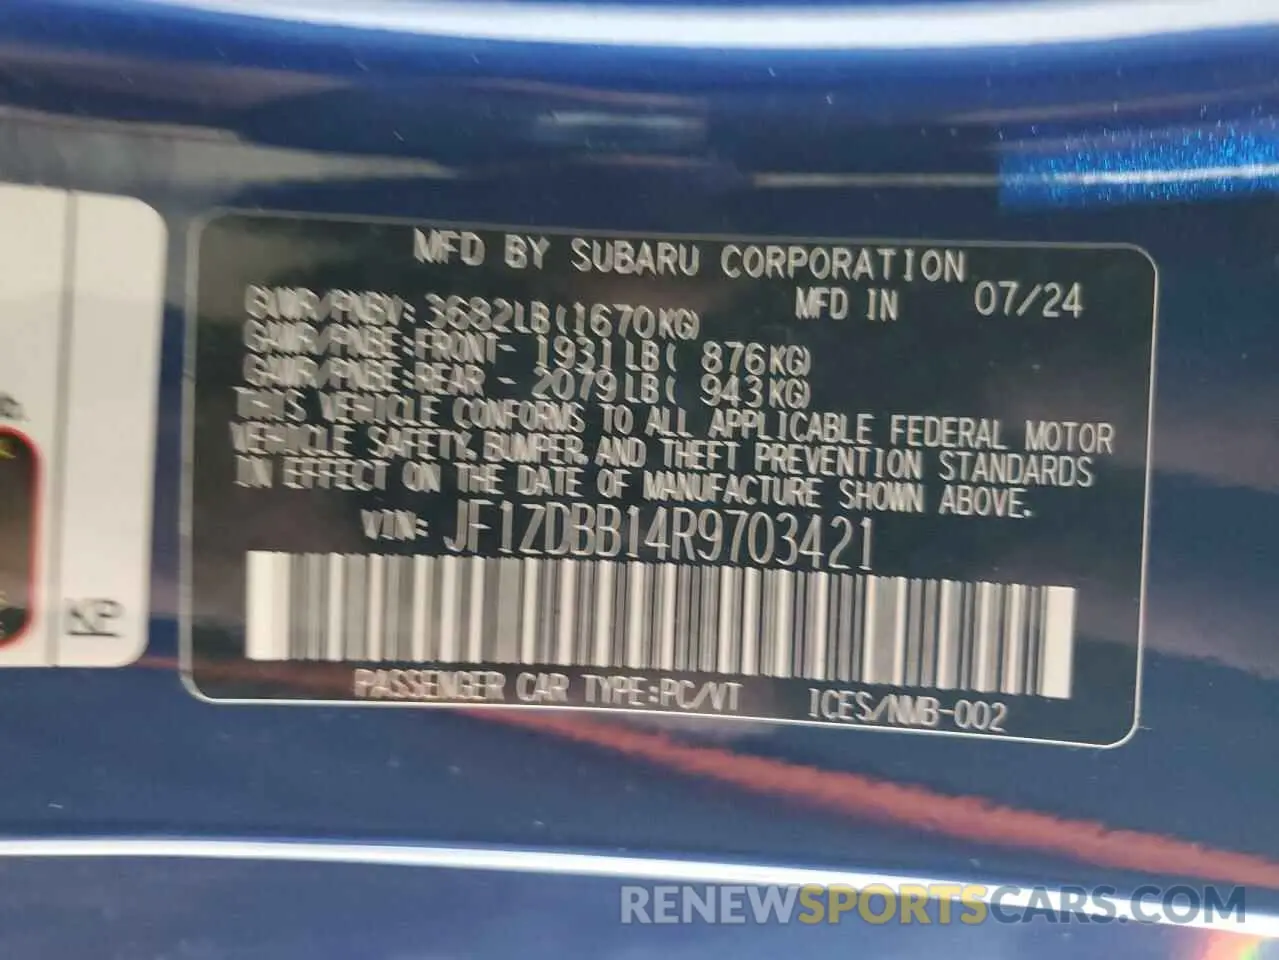 MFD BY SUBARU CORPORATION
MFD IN 07/24
GVWR/PNBV: 3682LB(1670KG)
GAWR/PNBE:FRONT- 1931LB( 876KG)
GAWR/PNBE:REAR - 2079LB( 943KG)
THIS VEHICLE CONFORMS TO ALL APPLICABLE FEDERAL MOTOR
VEHICLE SAFETY, BUMPER, AND THEFT PREVENTION STANDARDS
IN EFFECT ON THE DATE OF MANUFACTURE SHOWN ABOVE.
VIN: JF1ZDBB14R9703421
PASSENGER CAR TYPE:PC/VT ICES/NMB-002
RENEWSPORTSCARS.COM